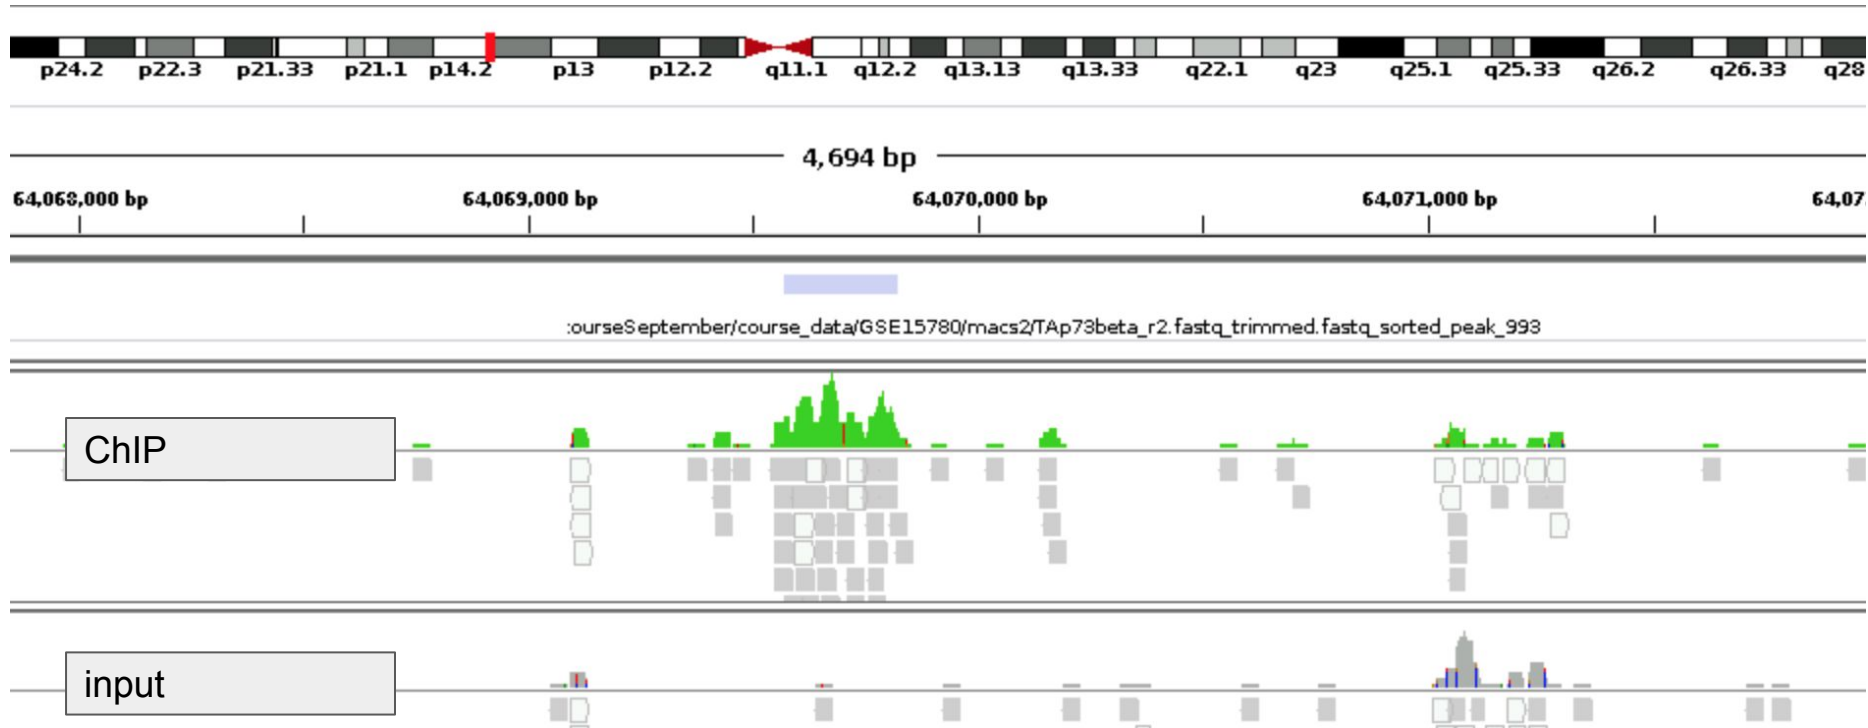 p24.2 p22.3 p21.33 p21.1 p14.2 p13 p12.2 q11.1 q12.2 q13.13 q13.33 q22.1 q23 q25.1 q25.33 q26.2 q26.33 q28
4,694 bp
64,068,000 bp 64,069,000 bp 64,070,000 bp 64,071,000 bp 64,07
:ourseSeptember/course_data/GSE15780/macs2/TAp73beta_r2.fastq_trimmed.fastq_sorted_peak_993
ChIP
input